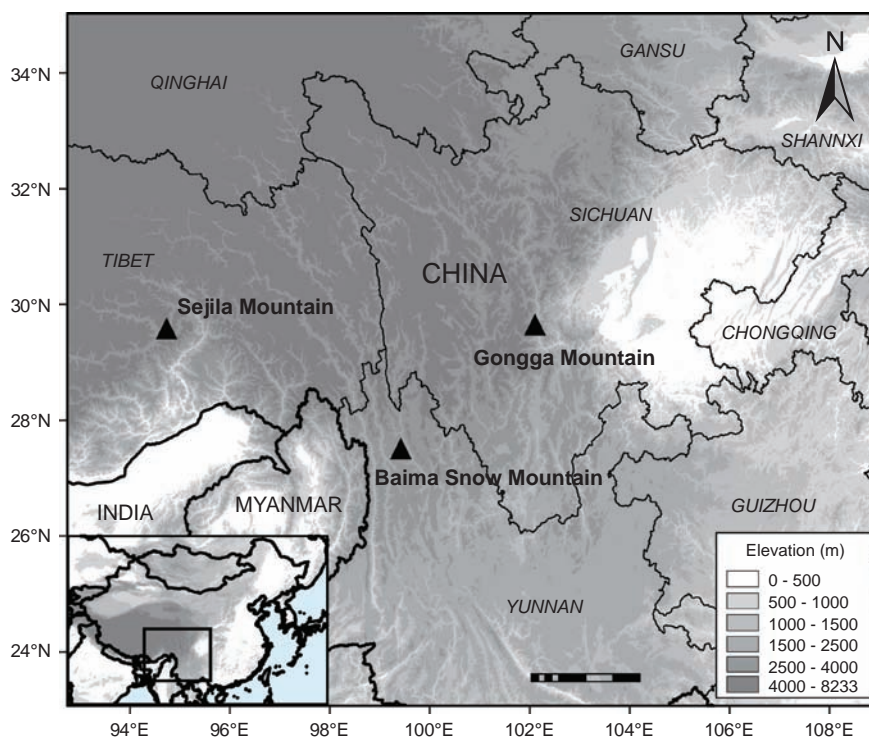 34°N
32°N
30°N
28°N
26°N
24°N
QINGHAI
GANSU
N
SHANNXI
SICHUAN
TIBET
CHINA
Sejila Mountain
CHONGQING
Gongga Mountain
Baima Snow Mountain
INDIA
MYANMAR
GUIZHOU
YUNNAN
Elevation (m)
0 - 500
500 - 1000
1000 - 1500
1500 - 2500
2500 - 4000
4000 - 8233
94°E 96°E 98°E 100°E 102°E 104°E 106°E 108°E